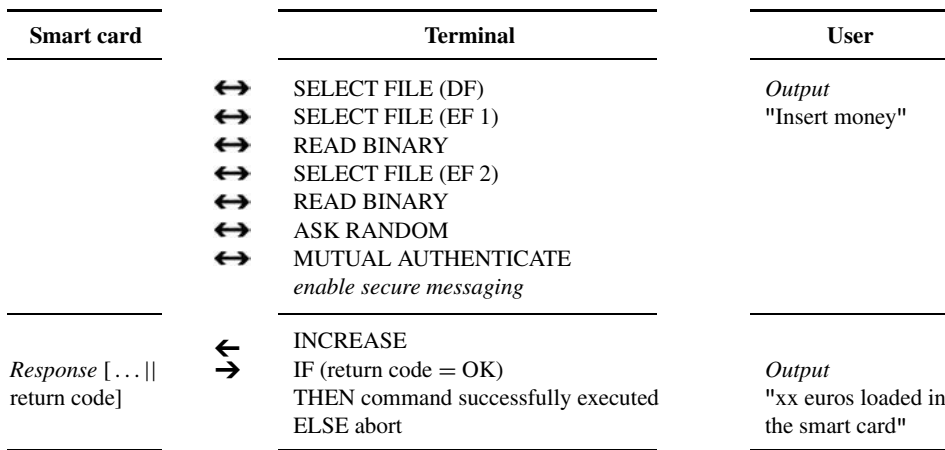 Smart card Terminal User
SELECT FILE (DF) Output
SELECT FILE (EF 1) "Insert money"
READ BINARY
SELECT FILE (EF 2)
READ BINARY
ASK RANDOM
MUTUAL AUTHENTICATE
enable secure messaging
INCREASE
Response [...|| IF (return code = OK) Output
return code] THEN command successfully executed "xx euros loaded in
ELSE abort the smart card"